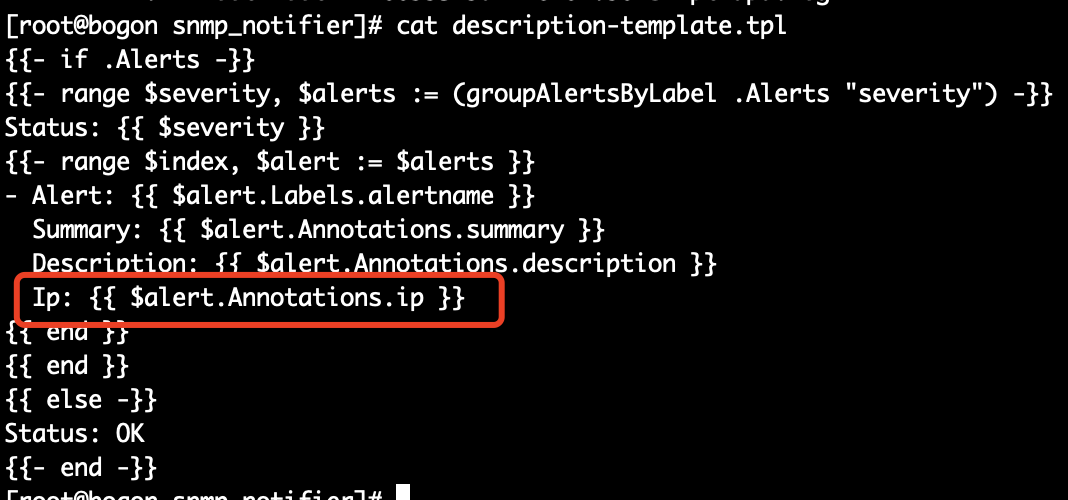 [root@bogon snmp_notifier]# cat description-template.tpl
{{- if .Alerts -}}
{{- range $severity, $alerts := (groupAlertsByLabel .Alerts "severity") -}}
Status: {{ $severity }}
{{- range $index, $alert := $alerts }}
- Alert: {{ $alert.Labels.alertname }}
  Summary: {{ $alert.Annotations.summary }}
  Description: {{ $alert.Annotations.description }}
  Ip: {{ $alert.Annotations.ip }}
{{ end }}
{{ end }}
{{ else -}}
Status: OK
{{- end -}}
[root@bogon snmp_notifier]#